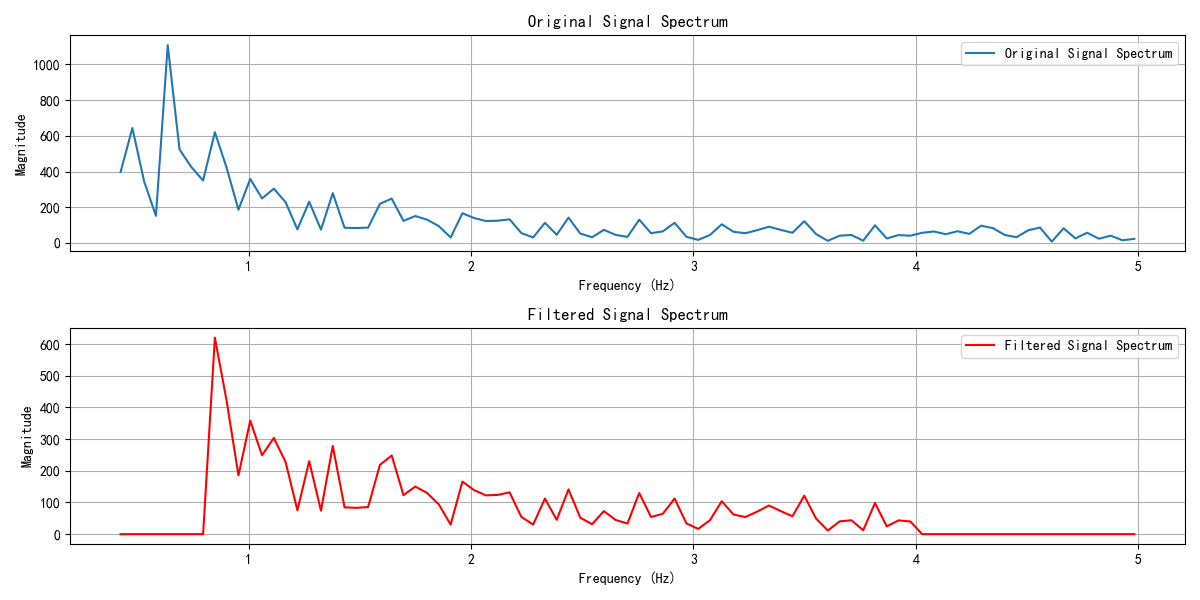 Original Signal Spectrum
Original Signal Spectrum
Magnitude
1000
800
600
400
200
0
1
2
3
4
5
Frequency (Hz)
Filtered Signal Spectrum
Filtered Signal Spectrum
Magnitude
600
500
400
300
200
100
0
1
2
3
4
5
Frequency (Hz)